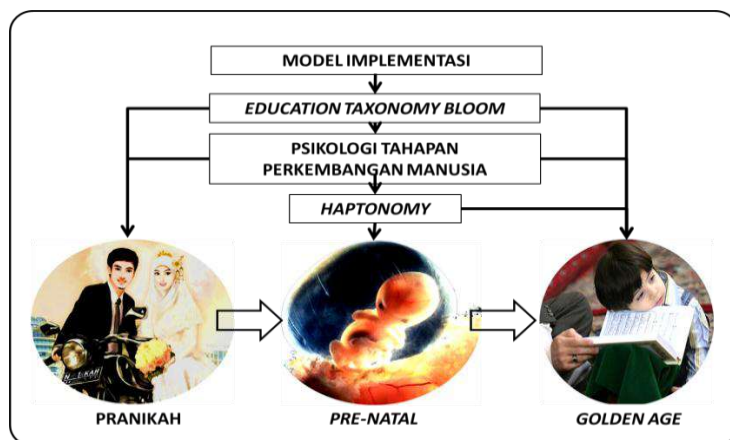 MODEL IMPLEMENTASI
EDUCATION TAXONOMY BLOOM
PSIKOLOGI TAHAPAN
PERKEMBANGAN MANUSIA
HAPTONOMY
PRANIKAH
PRE-NATAL
GOLDEN AGE